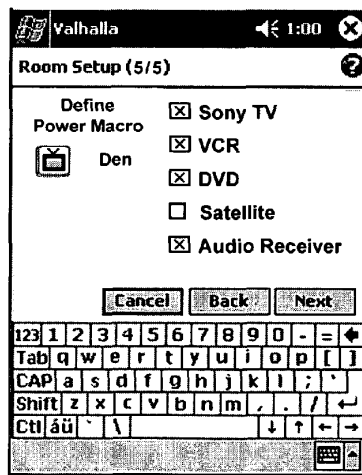 Valhalla 1:00
Room Setup (5/5)
Define
Power Macro
Den
Sony TV
VCR
DVD
Satellite
Audio Receiver
Cancel Back Next
123 1 2 3 4 5 6 7 8 9 0 - =
Tab q w e r t y u i o p [ ]
CAP a s d f g h j k l ; '
Shift z x c v b n m , . /
Ctl áü ` \